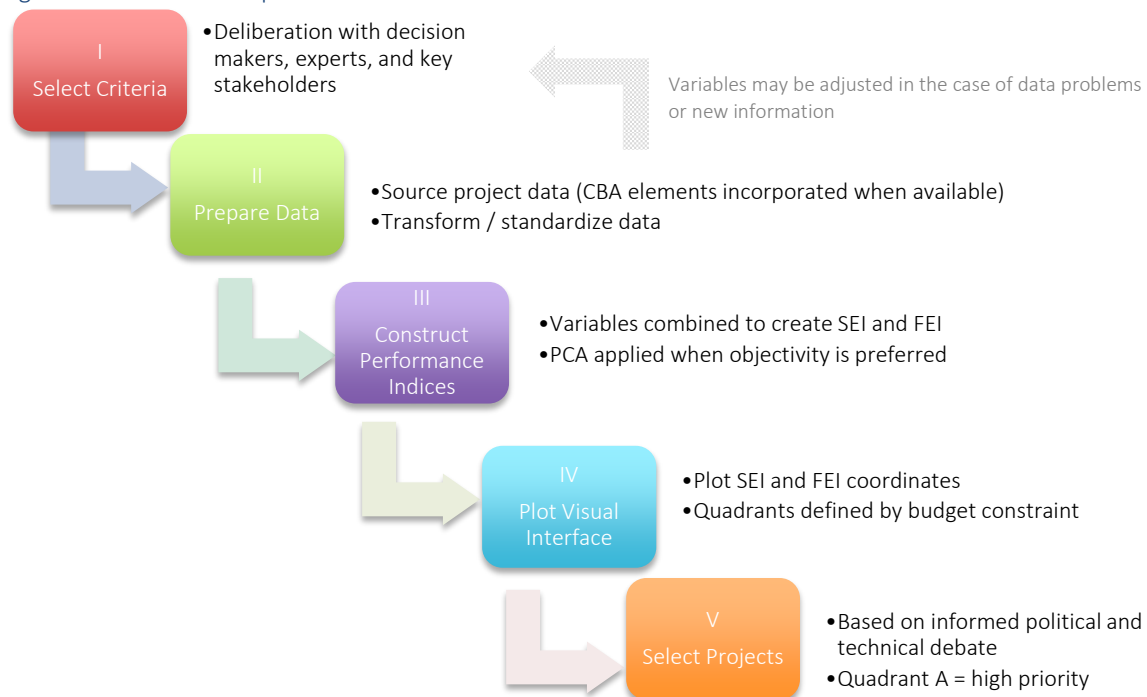 I
Select Criteria
•Deliberation with decision
makers, experts, and key
stakeholders
Variables may be adjusted in the case of data problems
or new information
II
Prepare Data
•Source project data (CBA elements incorporated when available)
•Transform / standardize data
III
Construct
Performance
Indices
•Variables combined to create SEI and FEI
•PCA applied when objectivity is preferred
IV
Plot Visual
Interface
•Plot SEI and FEI coordinates
•Quadrants defined by budget constraint
V
Select Projects
•Based on informed political and
technical debate
•Quadrant A = high priority